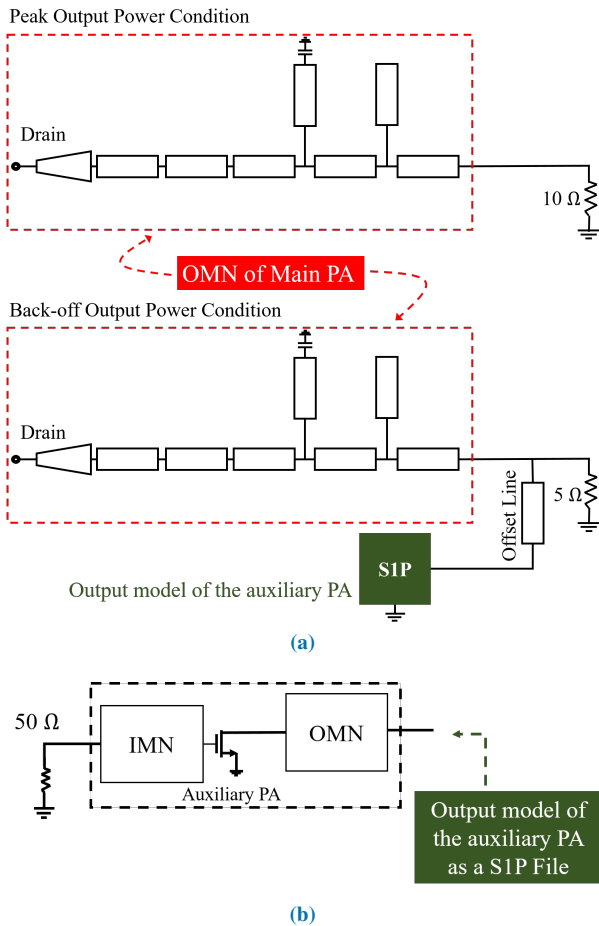 Peak Output Power Condition
Drain
10 Ω
OMN of Main PA
Back-off Output Power Condition
Drain
Offset Line
5 Ω
S1P
Output model of the auxiliary PA
(a)
50 Ω
IMN
OMN
Auxiliary PA
Output model of
the auxiliary PA
as a S1P File
(b)